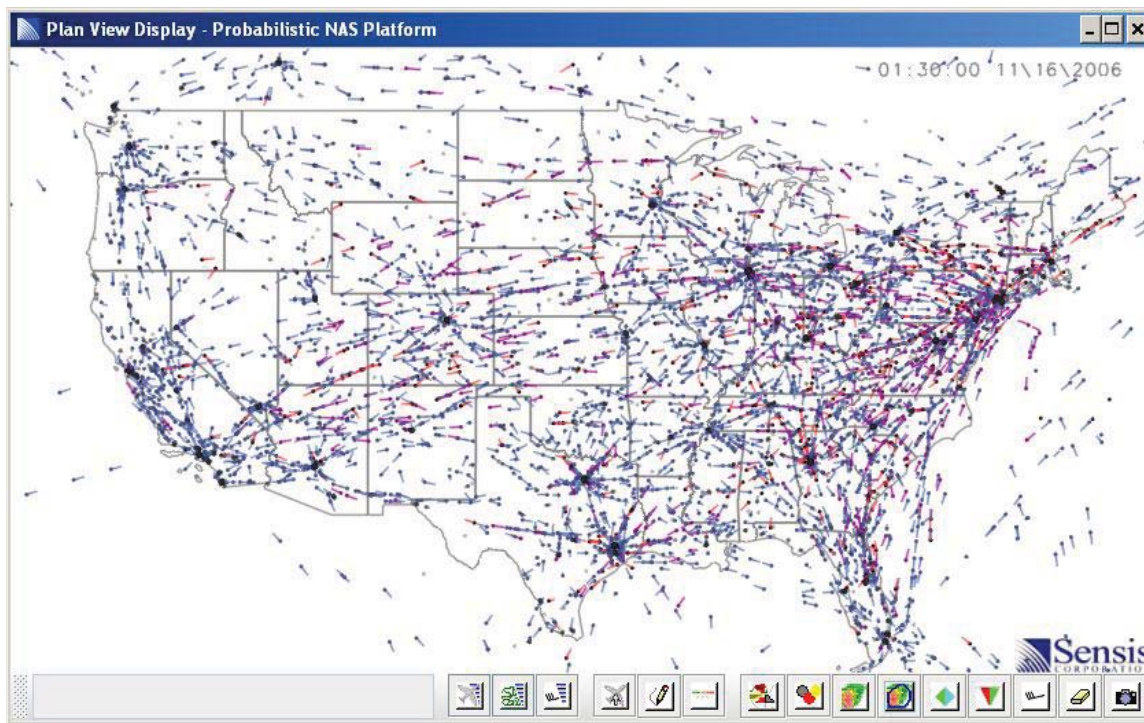 Plan View Display - Probabilistic NAS Platform
01:30:00 11\16\2006
Sensis
CORPORATION